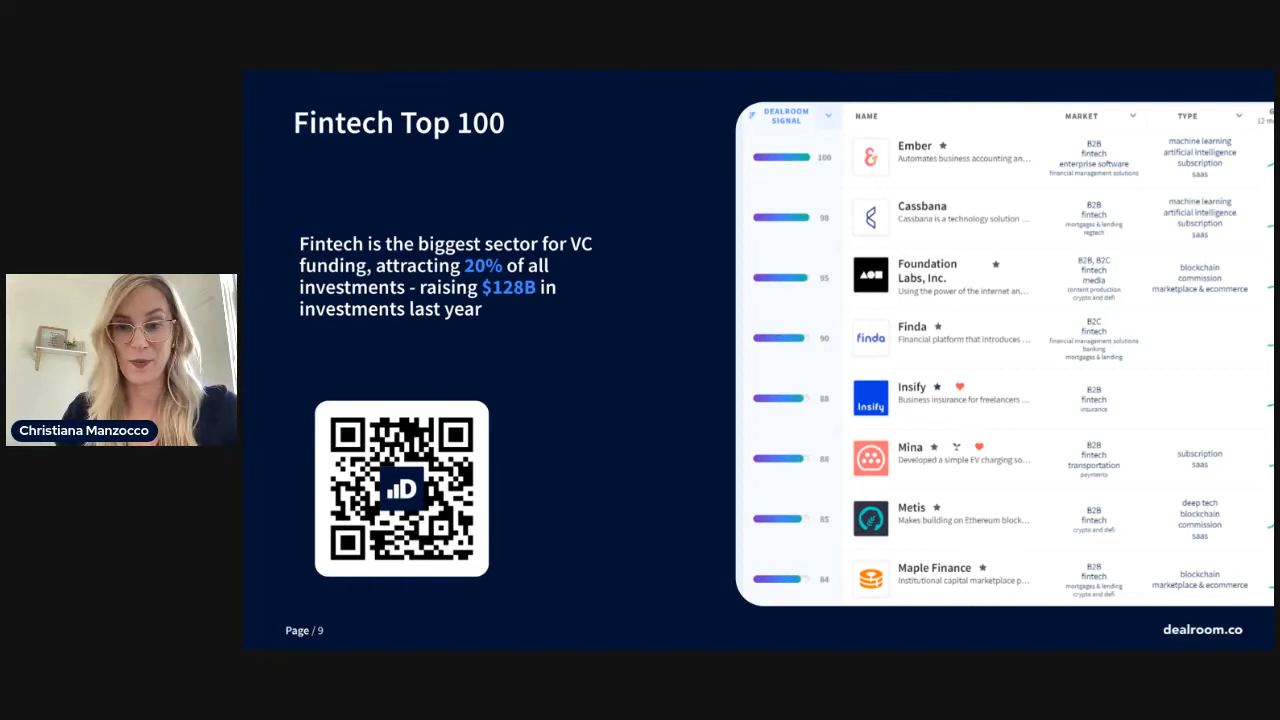 Fintech Top 100
Fintech is the biggest sector for VC
funding, attracting 20% of all
investments - raising $128B in
investments last year
Page / 9
Christiana Manzocco
DEALROOM
SIGNAL
NAME
MARKET
TYPE
12 m
100
Ember
Automates business accounting an...
B2B
fintech
enterprise software
financial management solutions
machine learning
artificial intelligence
subscription
saas
98
Cassbana
Cassbana is a technology solution ...
B2B
fintech
mortgages & lending
regtech
machine learning
artificial intelligence
subscription
saas
95
Foundation
Labs, Inc.
Using the power of the internet an...
B2B, B2C
fintech
media
content production
crypto and defi
blockchain
commission
marketplace & ecommerce
90
finda
Finda
Financial platform that introduces ...
B2C
fintech
financial management solutions
banking
mortgages & lending
88
Insify
Insify
Business insurance for freelancers ...
B2B
fintech
insurance
88
Mina
Developed a simple EV charging so...
B2B
fintech
transportation
payments
subscription
saas
85
Metis
Makes building on Ethereum block...
B2B
fintech
crypto and defi
deep tech
blockchain
commission
saas
84
Maple Finance
Institutional capital marketplace p...
B2B
fintech
mortgages & lending
crypto and defi
blockchain
marketplace & ecommerce
dealroom.co